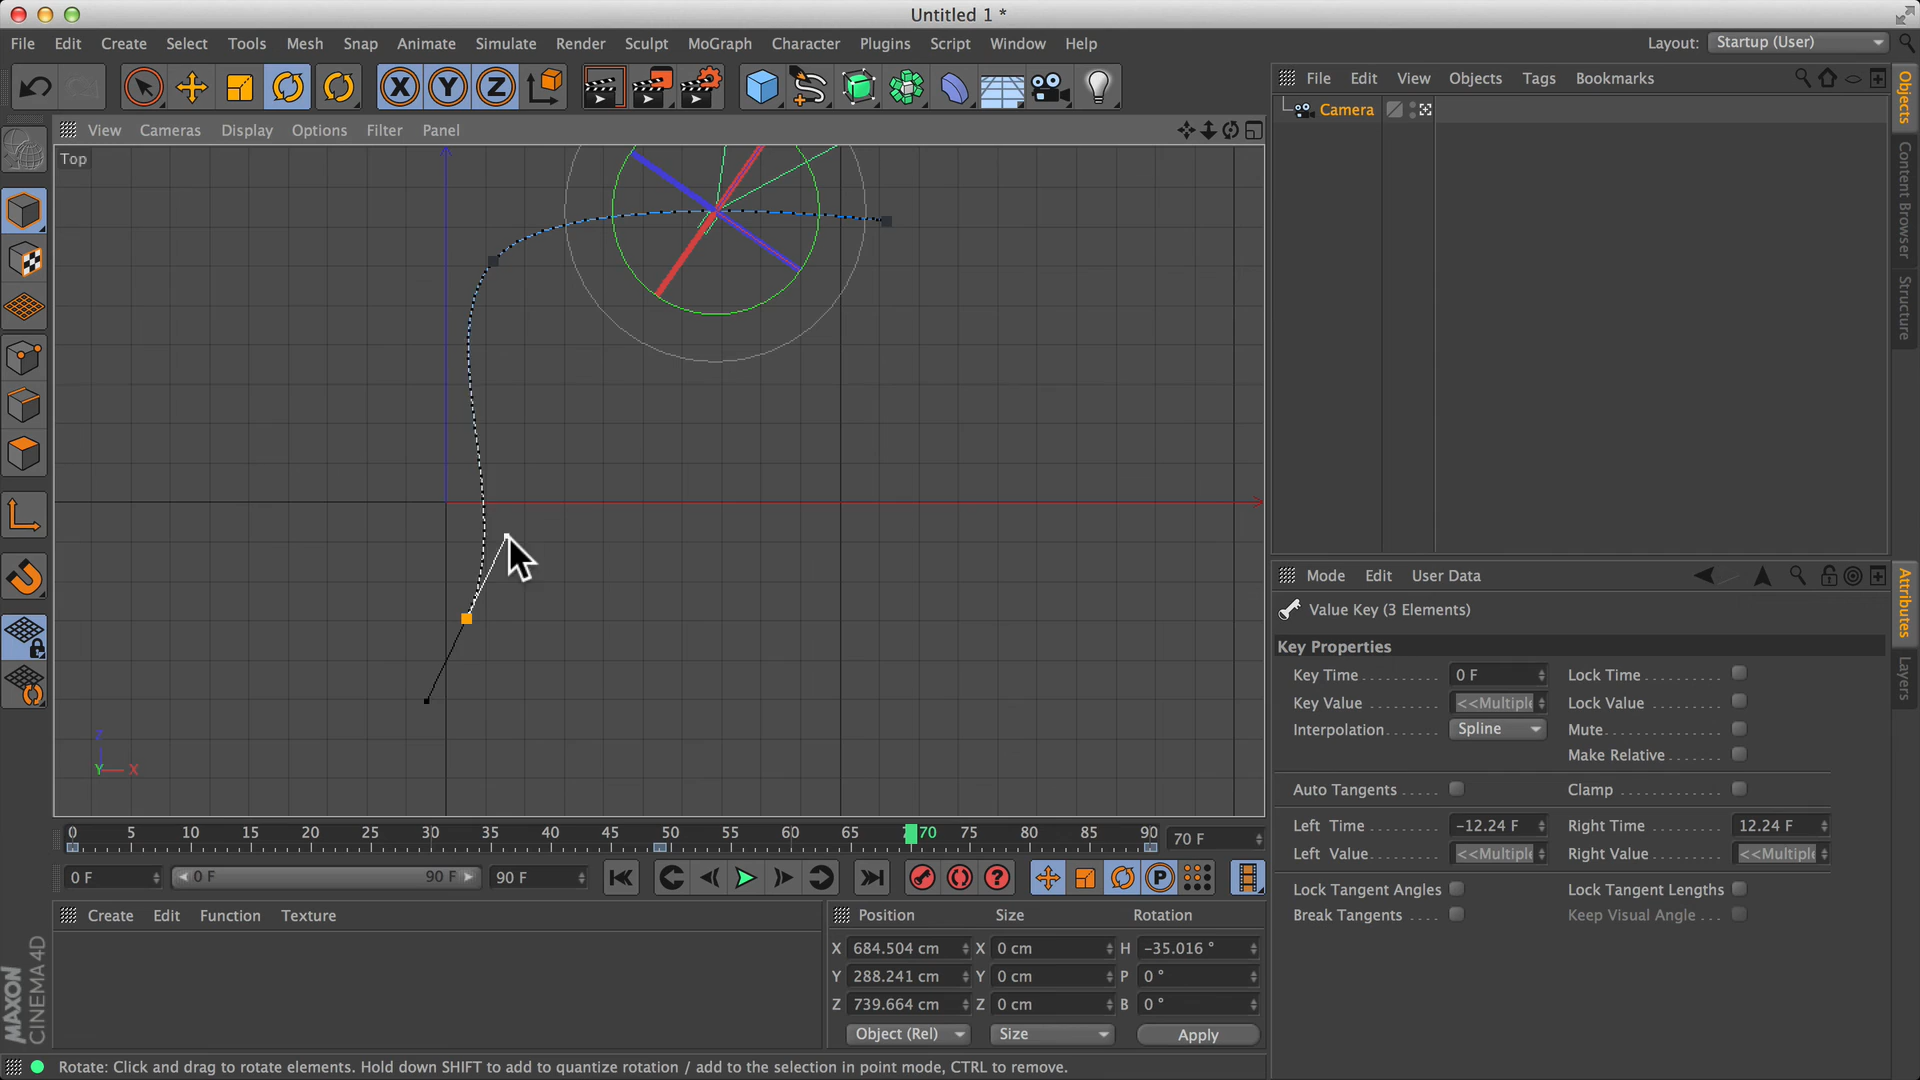 Untitled 1 *
File Edit Create Select Tools Mesh Snap Animate Simulate Render Sculpt MoGraph Character Plugins Script Window Help
Layout: Startup (User)
X Y Z
File Edit View Objects Tags Bookmarks
Camera
View Cameras Display Options Filter Panel
Top
Z
Y X
Objects
Content Browser
Structure
Mode Edit User Data
Value Key (3 Elements)
Key Properties
Key Time 0 F Lock Time
Key Value <<Multiple Lock Value
Interpolation Spline Mute
Make Relative
Auto Tangents Clamp
Left Time -12.24 F Right Time 12.24 F
Left Value <<Multiple Right Value <<Multiple
Lock Tangent Angles Lock Tangent Lengths
Break Tangents Keep Visual Angle
Attributes
Layers
0 5 10 15 20 25 30 35 40 45 50 55 60 65 70 75 80 85 90 70 F
0 F 0 F 90 F 90 F
P
Create Edit Function Texture
Position Size Rotation
X 684.504 cm X 0 cm H -35.016 °
Y 288.241 cm Y 0 cm P 0 °
Z 739.664 cm Z 0 cm B 0 °
Object (Rel) Size Apply
MAXON
CINEMA 4D
Rotate: Click and drag to rotate elements. Hold down SHIFT to add to quantize rotation / add to the selection in point mode, CTRL to remove.